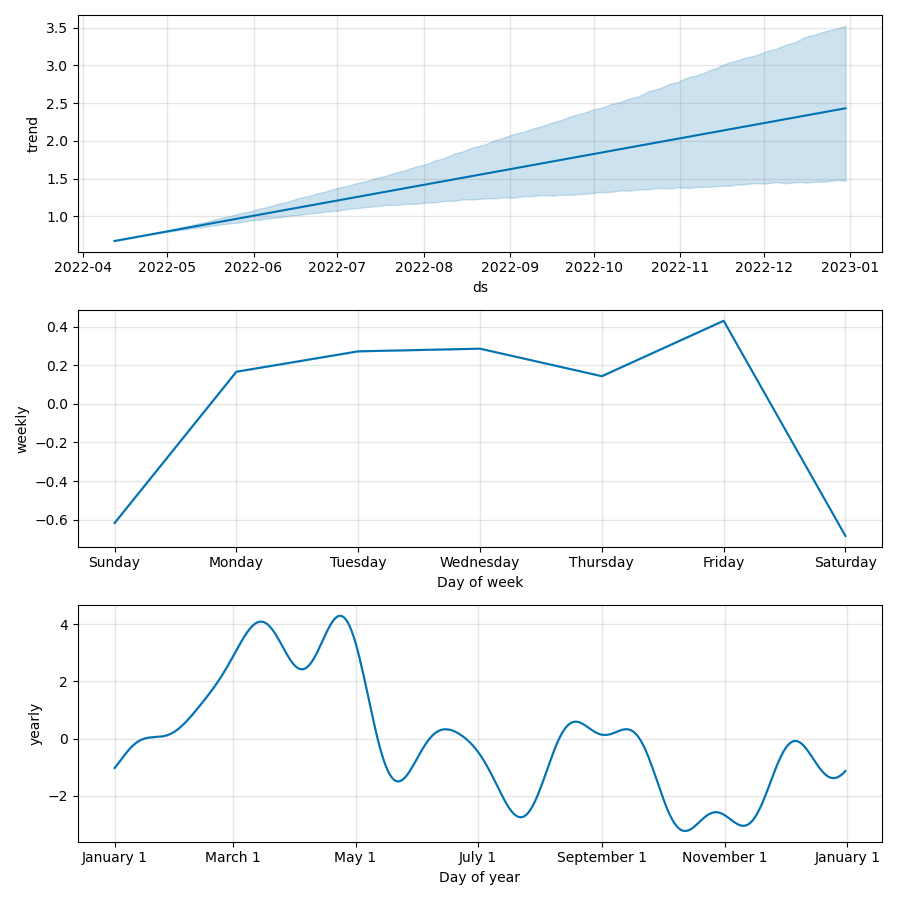 3.5
3.0
2.5
2.0
1.5
1.0
trend
2022-04 2022-05 2022-06 2022-07 2022-08 2022-09 2022-10 2022-11 2022-12 2023-01
ds
0.4
0.2
0.0
−0.2
−0.4
−0.6
weekly
Sunday Monday Tuesday Wednesday Thursday Friday Saturday
Day of week
4
2
0
−2
yearly
January 1 March 1 May 1 July 1 September 1 November 1 January 1
Day of year